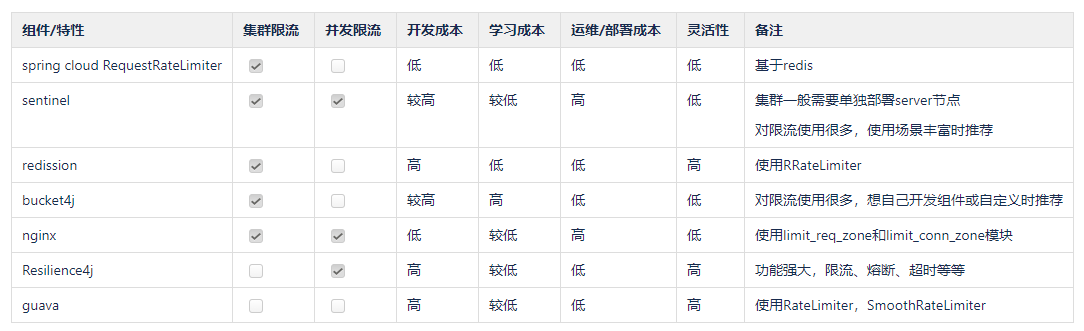 组件/特性 集群限流 并发限流 开发成本 学习成本 运维/部署成本 灵活性 备注
spring cloud RequestRateLimiter 低 低 低 低 基于redis
sentinel 较高 较低 高 低 集群一般需要单独部署server节点
对限流使用很多，使用场景丰富时推荐
redission 高 低 低 高 使用RRateLimiter
bucket4j 较高 高 低 高 对限流使用很多，想自己开发组件或自定义时推荐
nginx 低 较低 高 低 使用limit_req_zone和limit_conn_zone模块
Resilience4j 高 较低 低 高 功能强大，限流、熔断、超时等等
guava 高 较低 低 高 使用RateLimiter，SmoothRateLimiter